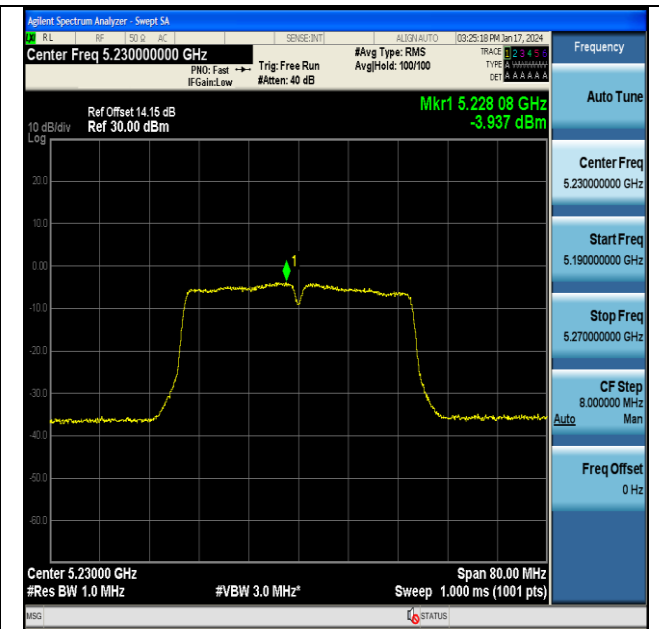 Agilent Spectrum Analyzer - Swept SA
RL RF 50 Ω AC SENSE:INT ALIGN AUTO 03:25:18 PM Jan 17, 2024
Center Freq 5.230000000 GHz
PNO: Fast
IFGain:Low
Trig: Free Run
#Atten: 40 dB
#Avg Type: RMS
Avg|Hold: 100/100
TRACE 1 2 3 4 5 6
TYPE A WWWWW
DET A A A A A A
Ref Offset 14.15 dB
10 dB/div Ref 30.00 dBm
Log
Mkr1 5.228 08 GHz
-3.937 dBm
20.0
10.0
0.00
-10.0
-20.0
-30.0
-40.0
-50.0
-60.0
1
Center 5.23000 GHz Span 80.00 MHz
#Res BW 1.0 MHz #VBW 3.0 MHz* Sweep 1.000 ms (1001 pts)
MSG STATUS
Frequency
Auto Tune
Center Freq
5.230000000 GHz
Start Freq
5.190000000 GHz
Stop Freq
5.270000000 GHz
CF Step
8.000000 MHz
Auto Man
Freq Offset
0 Hz